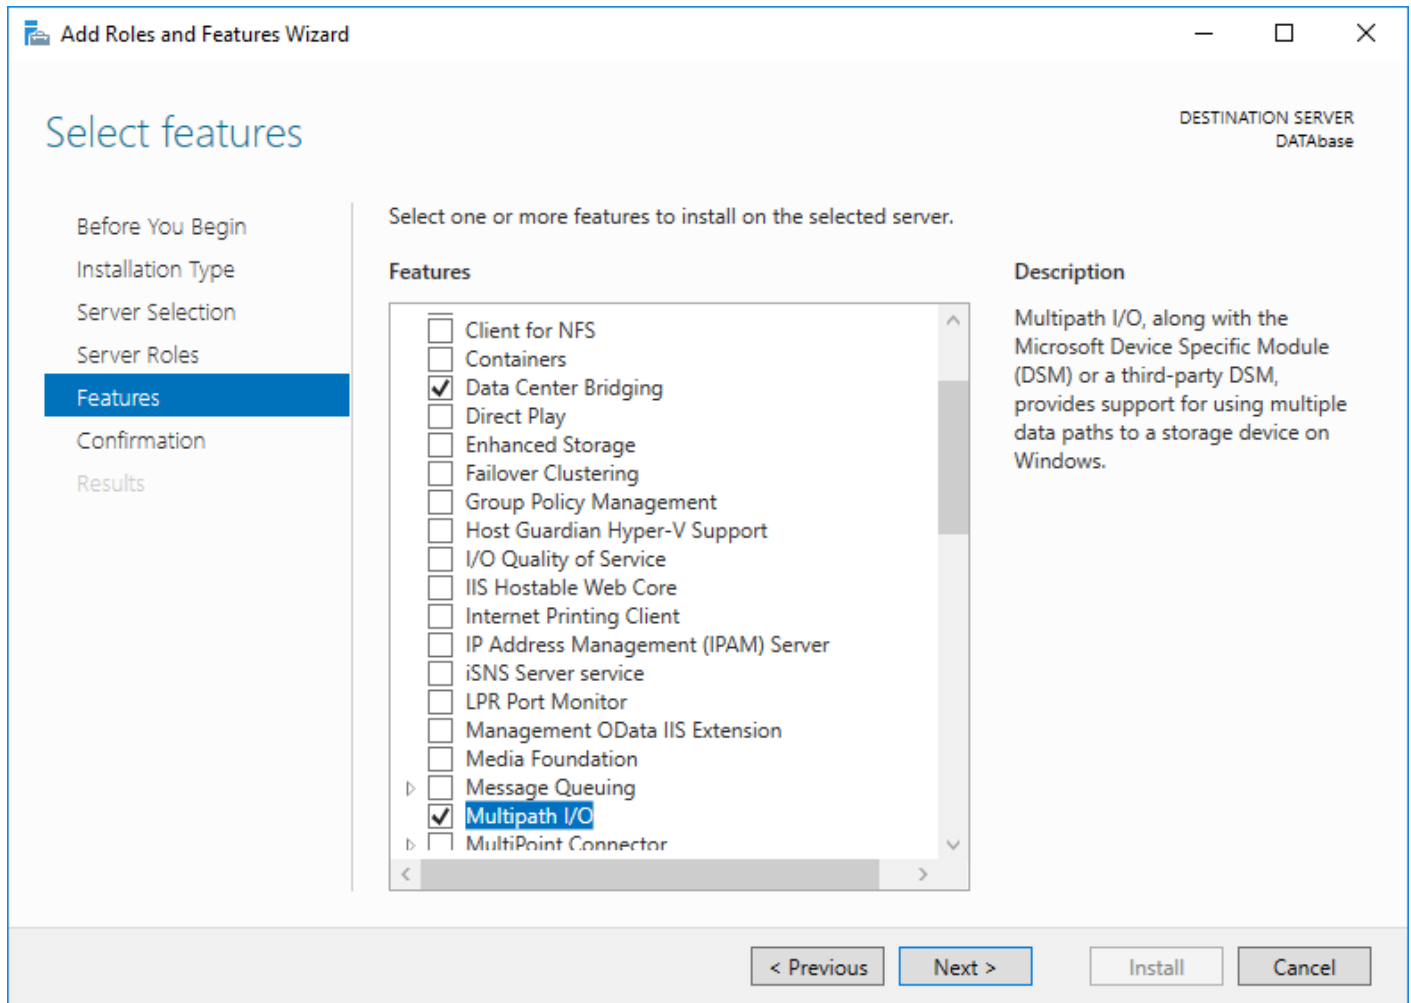 Add Roles and Features Wizard
Select features
DESTINATION SERVER
DATAbase
Before You Begin
Installation Type
Server Selection
Server Roles
Features
Confirmation
Results
Select one or more features to install on the selected server.
Features
Client for NFS
Containers
Data Center Bridging
Direct Play
Enhanced Storage
Failover Clustering
Group Policy Management
Host Guardian Hyper-V Support
I/O Quality of Service
IIS Hostable Web Core
Internet Printing Client
IP Address Management (IPAM) Server
iSNS Server service
LPR Port Monitor
Management OData IIS Extension
Media Foundation
Message Queuing
Multipath I/O
MultiPoint Connector
Description
Multipath I/O, along with the
Microsoft Device Specific Module
(DSM) or a third-party DSM,
provides support for using multiple
data paths to a storage device on
Windows.
< Previous
Next >
Install
Cancel